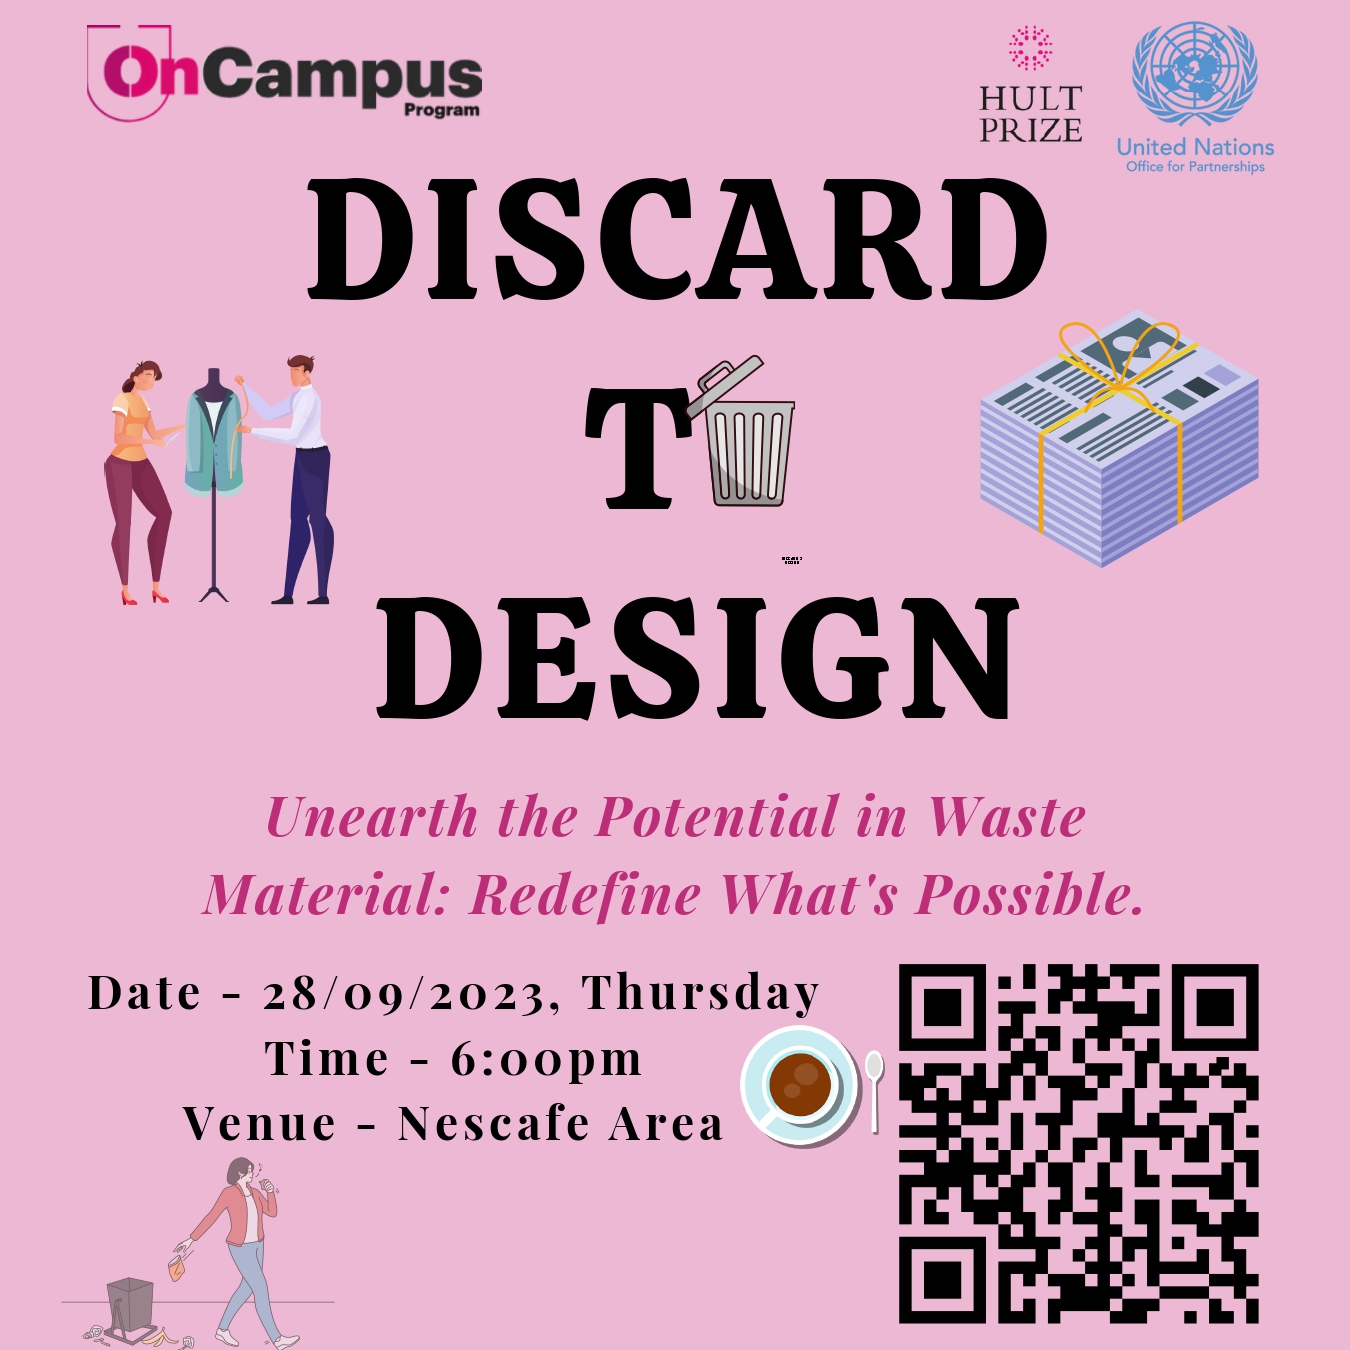 OnCampus
Program
HULT
PRIZE
United Nations
Office for Partnerships
DISCARD
T
DESIGN
Unearth the Potential in Waste
Material: Redefine What's Possible.
Date - 28/09/2023, Thursday
Time - 6:00pm
Venue - Nescafe Area